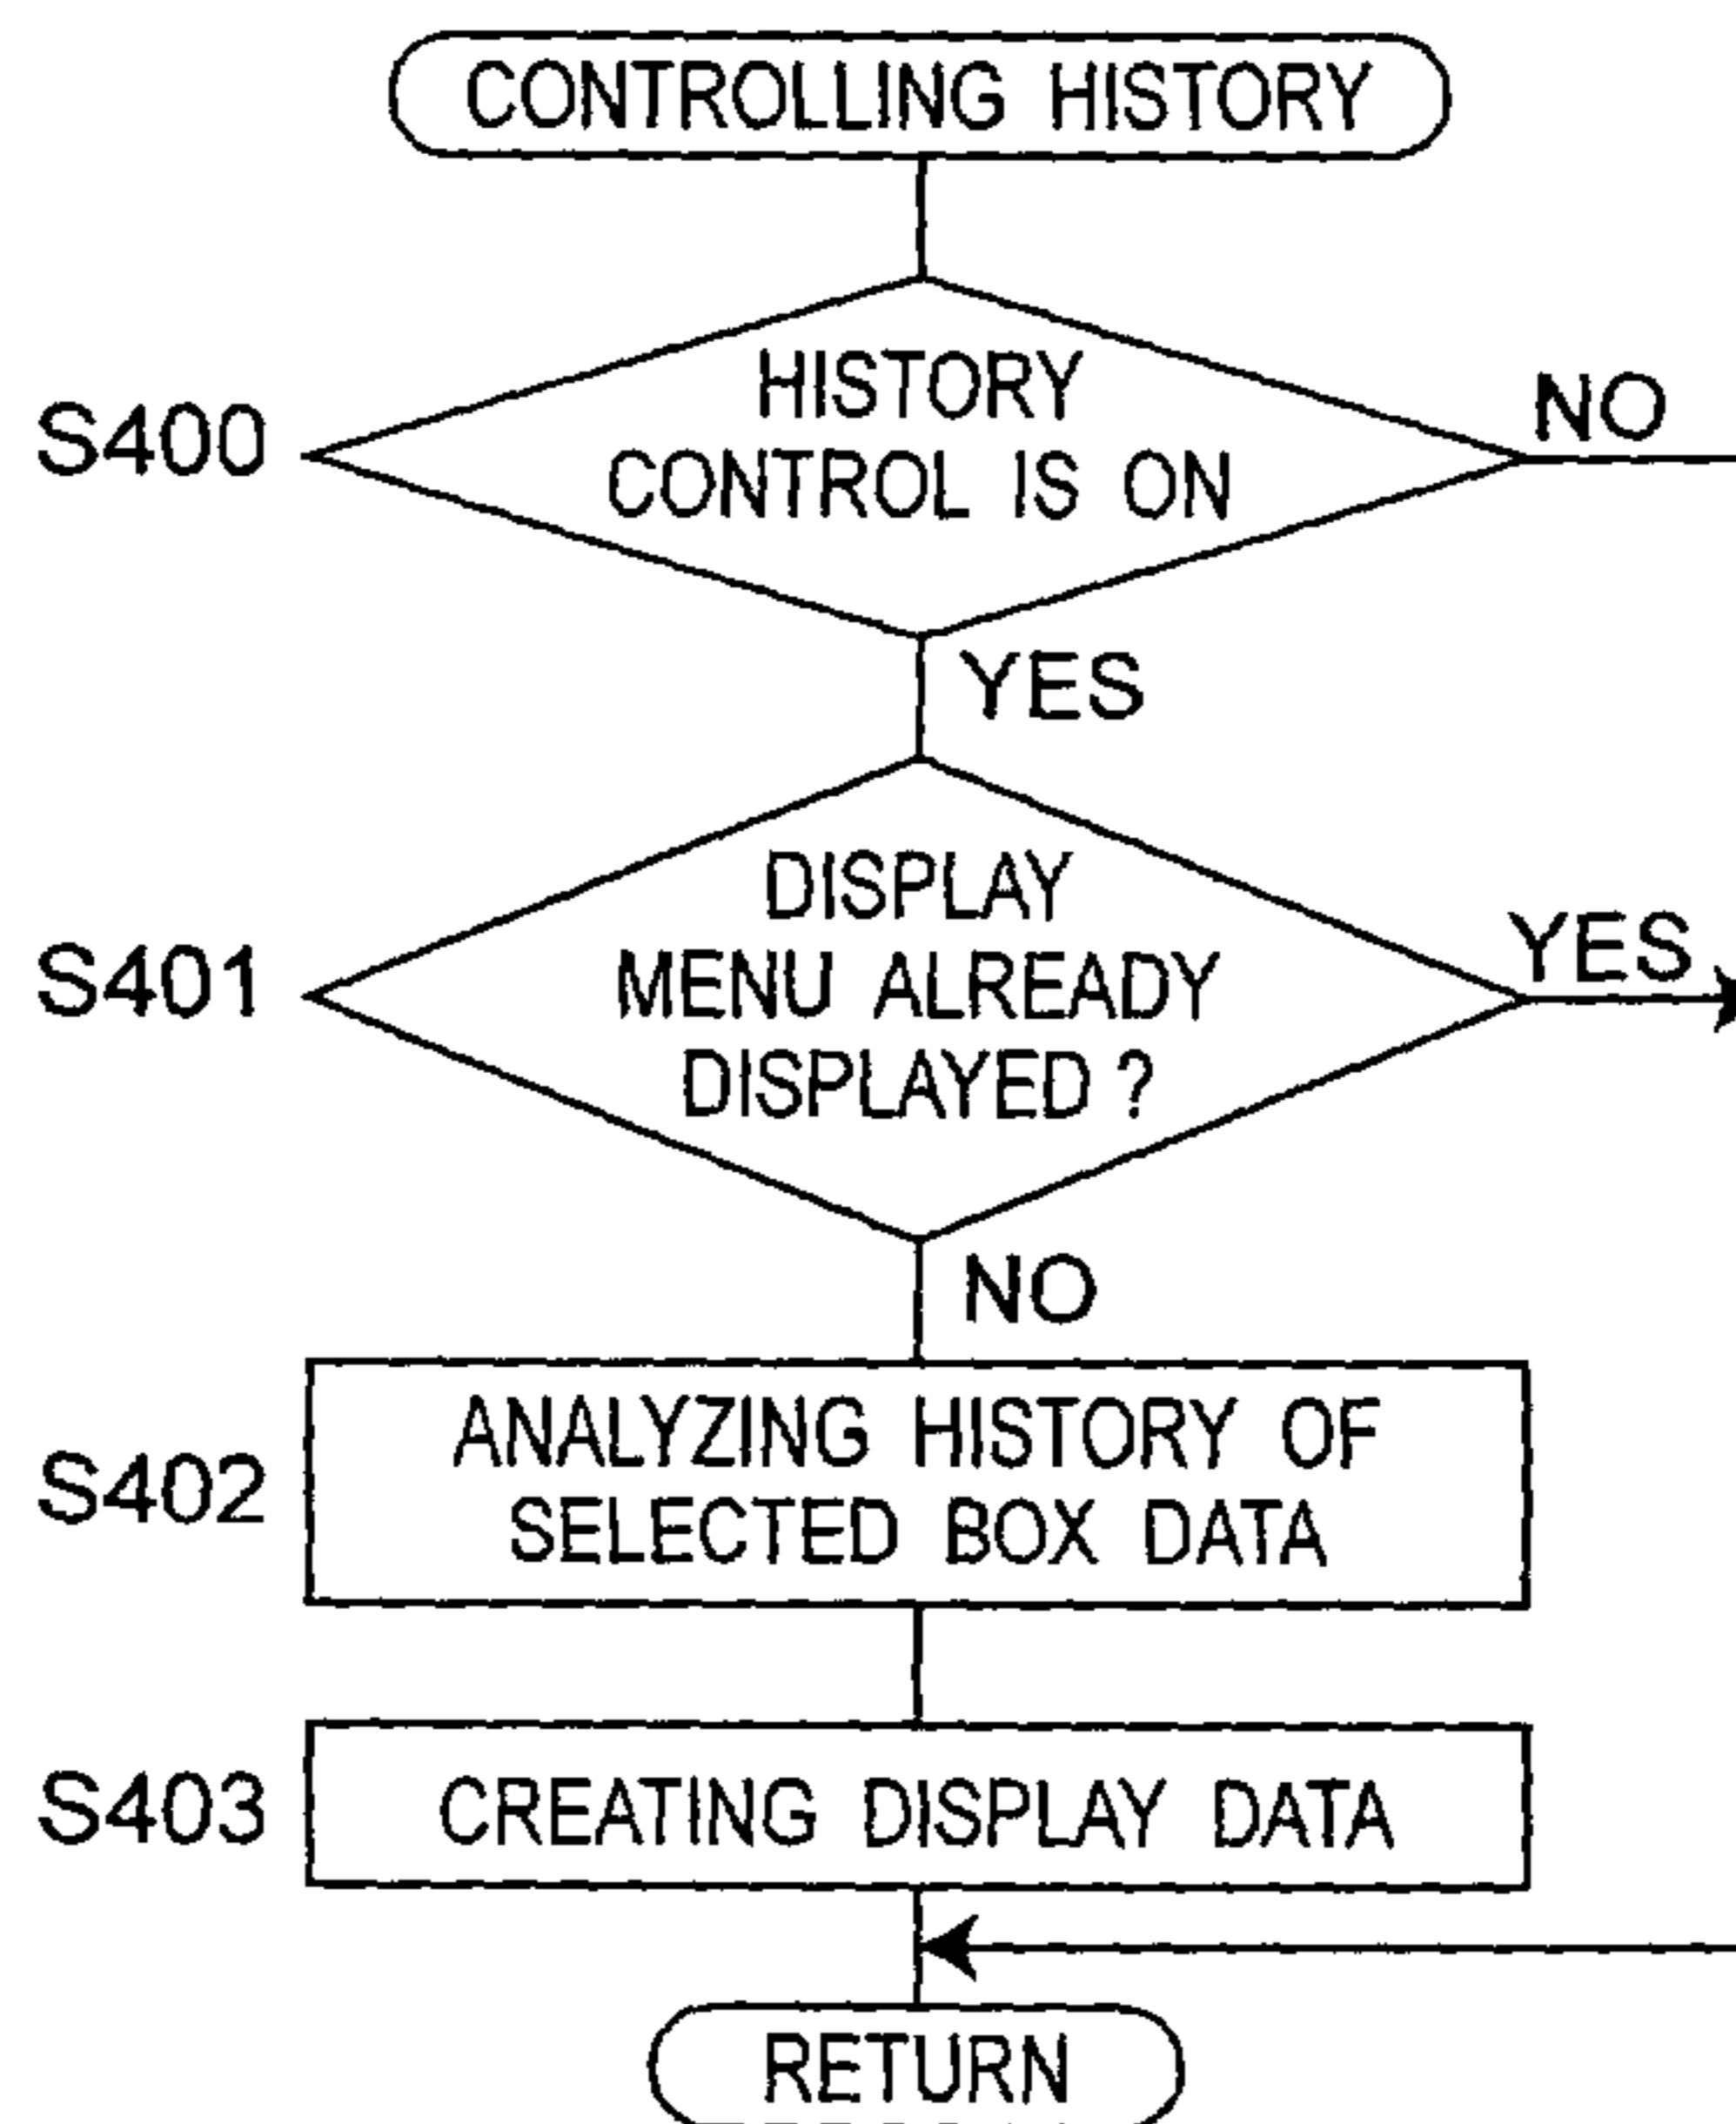 CONTROLLING HISTORY
S400
HISTORY
CONTROL IS ON
NO
YES
S401
DISPLAY
MENU ALREADY
DISPLAYED ?
YES
NO
S402
ANALYZING HISTORY OF
SELECTED BOX DATA
S403
CREATING DISPLAY DATA
RETURN